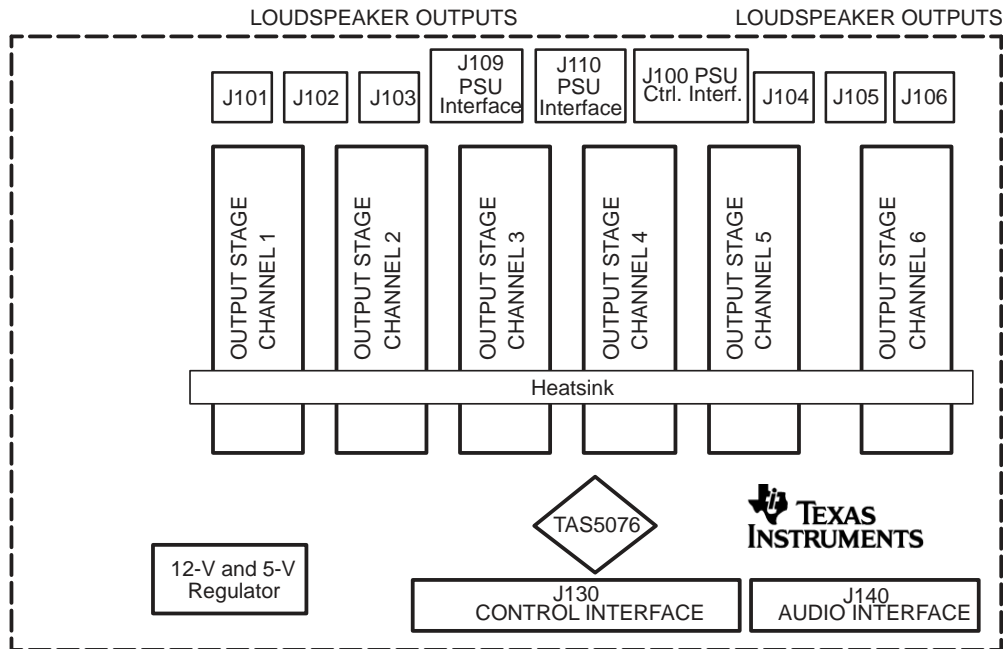 LOUDSPEAKER OUTPUTS
LOUDSPEAKER OUTPUTS
J101
J102
J103
J109
PSU
Interface
J110
PSU
Interface
J100 PSU
Ctrl. Interf.
J104
J105
J106
OUTPUT STAGE
CHANNEL 1
OUTPUT STAGE
CHANNEL 2
OUTPUT STAGE
CHANNEL 3
OUTPUT STAGE
CHANNEL 4
OUTPUT STAGE
CHANNEL 5
OUTPUT STAGE
CHANNEL 6
Heatsink
TAS5076
TEXAS
INSTRUMENTS
12-V and 5-V
Regulator
J130
CONTROL INTERFACE
J140
AUDIO INTERFACE